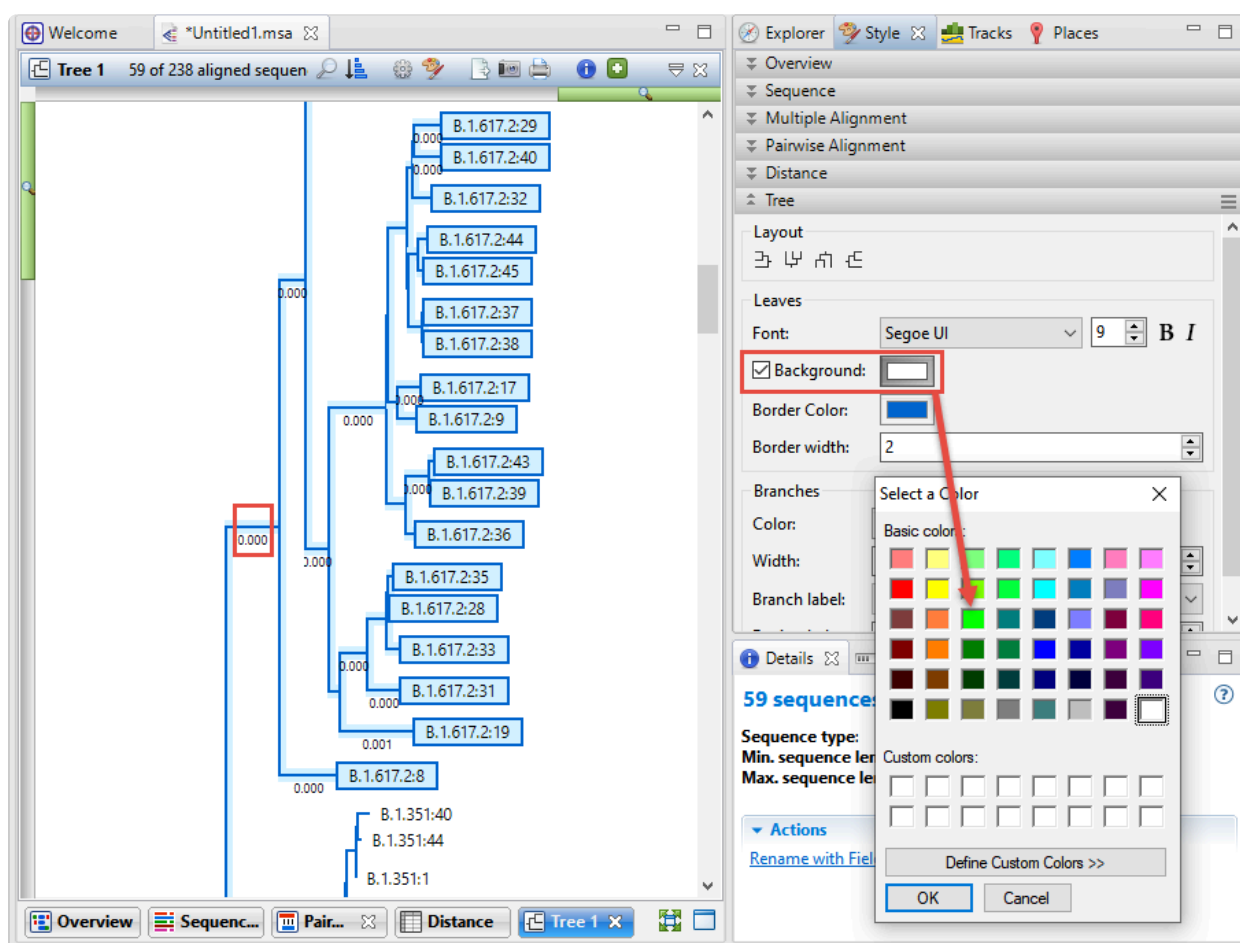 Welcome
*Untitled1.msa
Tree 1 59 of 238 aligned sequen
B.1.617.2:29
0.000
B.1.617.2:40
0.000
B.1.617.2:32
B.1.617.2:44
B.1.617.2:45
0.000
B.1.617.2:37
B.1.617.2:38
B.1.617.2:17
0.000
0.000
B.1.617.2:9
B.1.617.2:43
0.000
B.1.617.2:39
B.1.617.2:36
0.000
0.000
B.1.617.2:35
B.1.617.2:28
B.1.617.2:33
0.000
B.1.617.2:31
0.000
B.1.617.2:19
0.001
B.1.617.2:8
0.000
B.1.351:40
B.1.351:44
B.1.351:1
Overview Sequenc... Pair... Distance Tree 1
Explorer Style Tracks Places
Overview
Sequence
Multiple Alignment
Pairwise Alignment
Distance
Tree
Layout
Leaves
Font: Segoe UI 9 B I
Background:
Border Color:
Border width: 2
Branches
Color:
Width:
Branch label:
Details
59 sequences
Sequence type:
Min. sequence len
Max. sequence le
Actions
Rename with Fiel
Select a Color
Basic colors:
Custom colors:
Define Custom Colors >>
OK Cancel